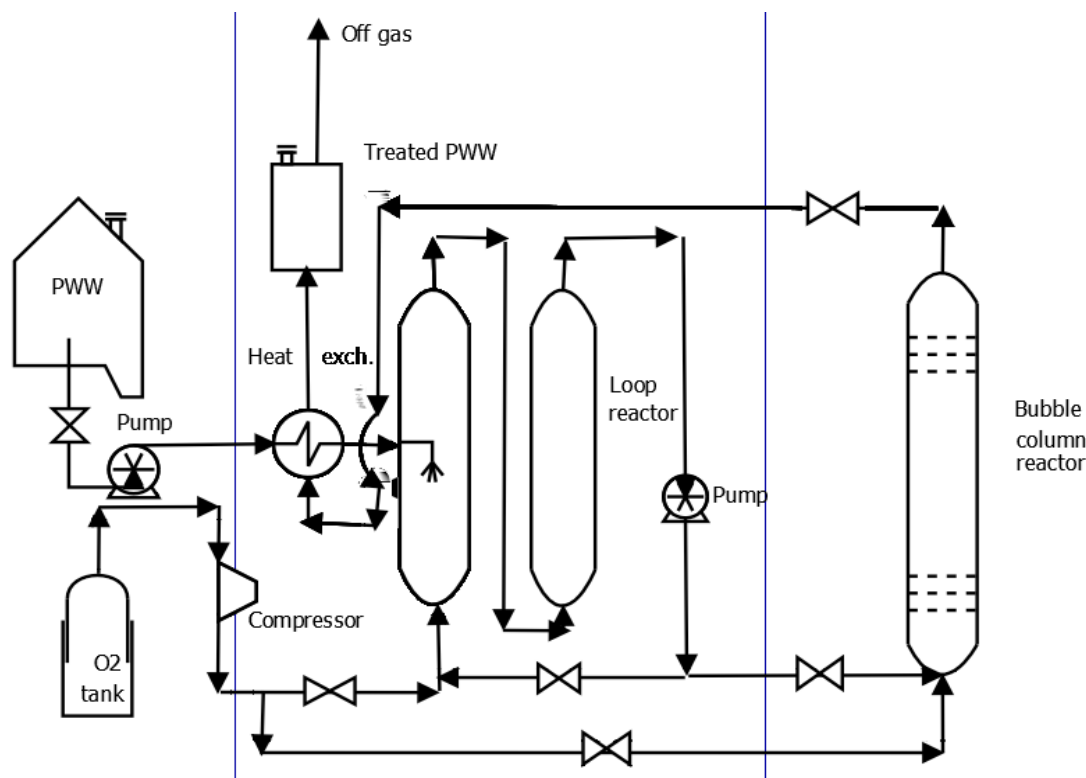 Off gas
Treated PWW
PWW
Heat exch.
Pump
Loop
reactor
Bubble
column
reactor
Pump
Compressor
O2
tank